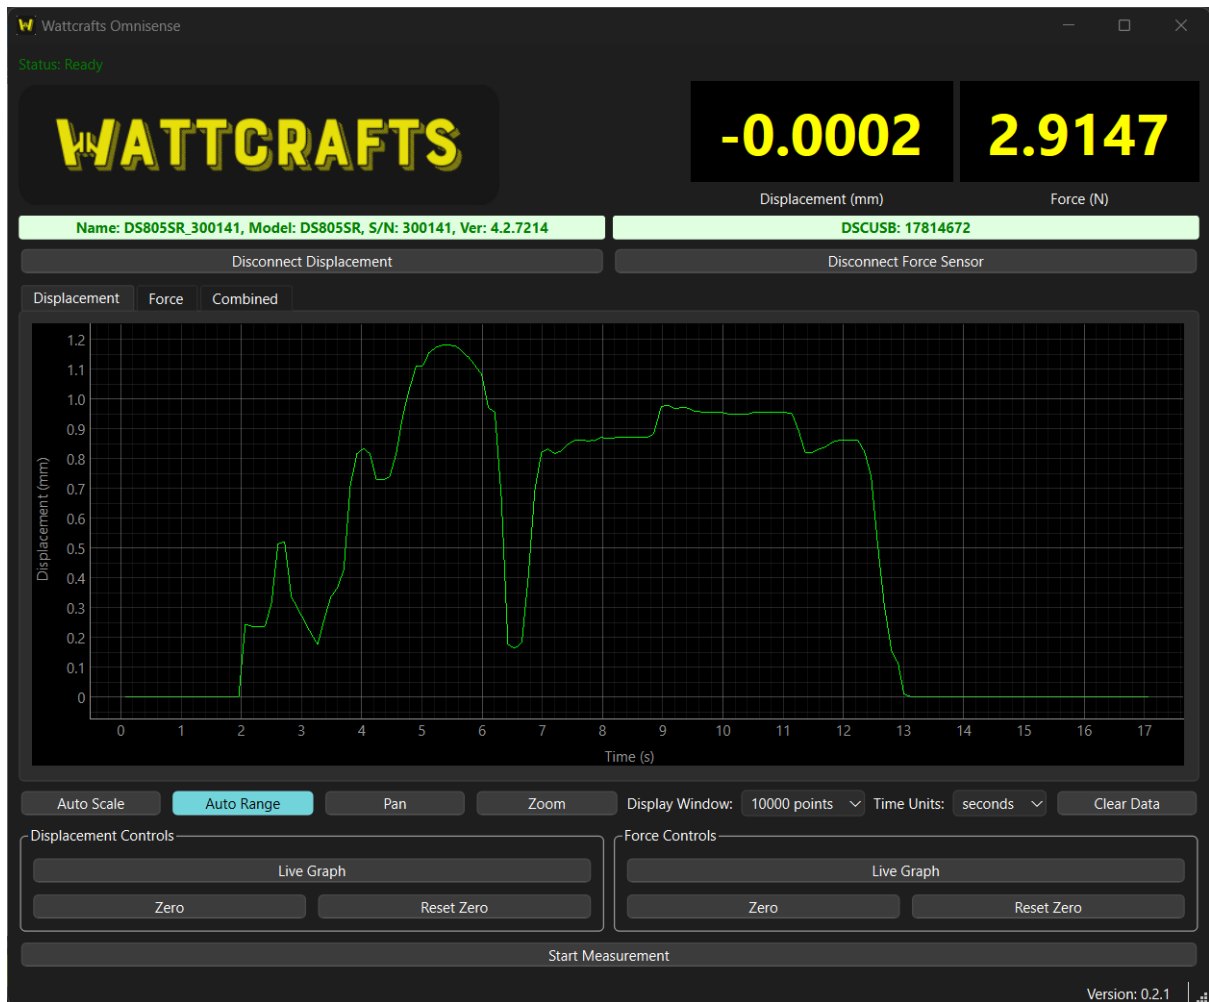 Wattcrafts Omnisense
Status: Ready
WATTCRAFTS
-0.0002
2.9147
Displacement (mm)
Force (N)
Name: DS805SR_300141, Model: DS805SR, S/N: 300141, Ver: 4.2.7214
DSCUSB: 17814672
Disconnect Displacement
Disconnect Force Sensor
Displacement
Force
Combined
1.2
1.1
1.0
0.9
0.8
0.7
0.6
0.5
0.4
0.3
0.2
0.1
0
Displacement (mm)
0 1 2 3 4 5 6 7 8 9 10 11 12 13 14 15 16 17
Time (s)
Auto Scale
Auto Range
Pan
Zoom
Display Window:
10000 points
Time Units:
seconds
Clear Data
Displacement Controls
Live Graph
Zero
Reset Zero
Force Controls
Live Graph
Zero
Reset Zero
Start Measurement
Version: 0.2.1